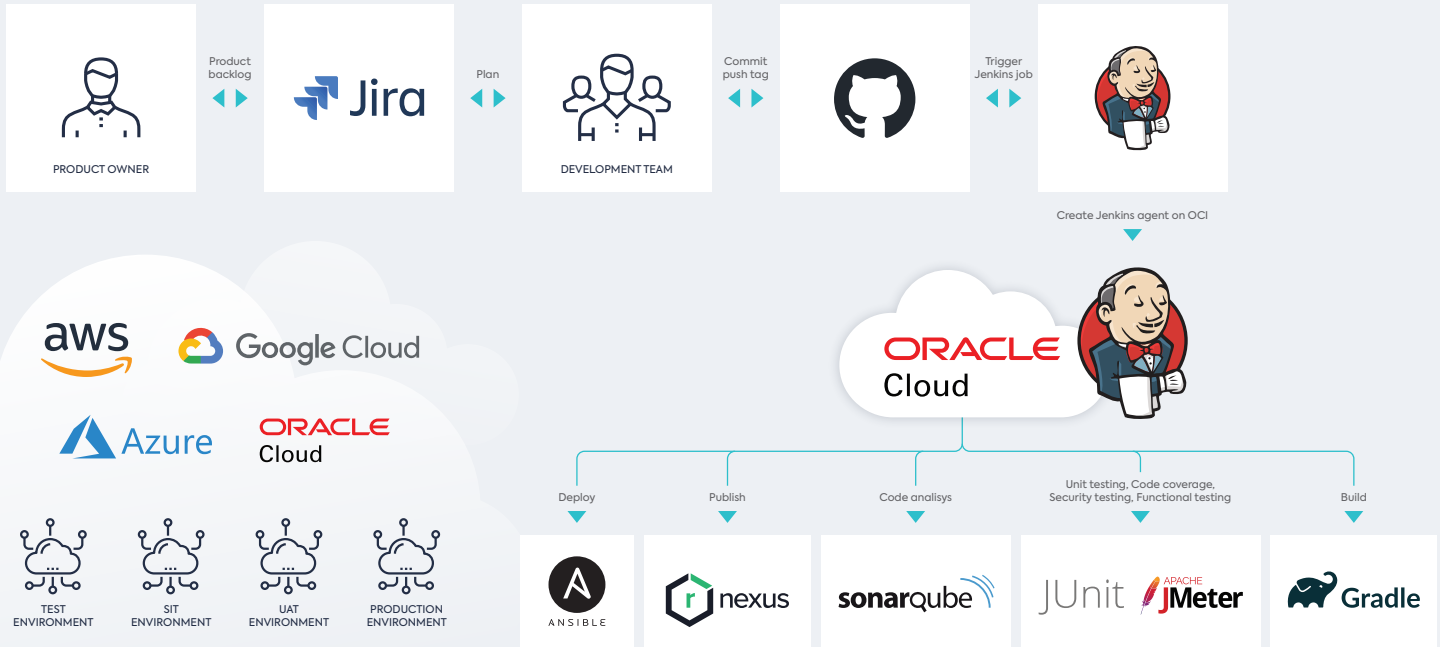 Product
backlog
Plan
Commit
push tag
Trigger
Jenkins job
Jira
PRODUCT OWNER
DEVELOPMENT TEAM
Create Jenkins agent on OCI
aws
Google Cloud
Azure
ORACLE
Cloud
ORACLE
Cloud
Deploy
Publish
Code analisys
Unit testing, Code coverage,
Security testing, Functional testing
Build
TEST
ENVIRONMENT
SIT
ENVIRONMENT
UAT
ENVIRONMENT
PRODUCTION
ENVIRONMENT
A
ANSIBLE
r
nexus
sonarqube
JUnit
APACHE
JMeter
Gradle